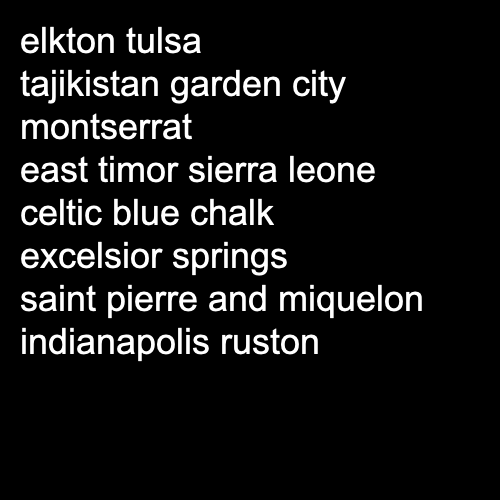 elkton tulsa
tajikistan garden city
montserrat
east timor sierra leone
celtic blue chalk
excelsior springs
saint pierre and miquelon
indianapolis ruston